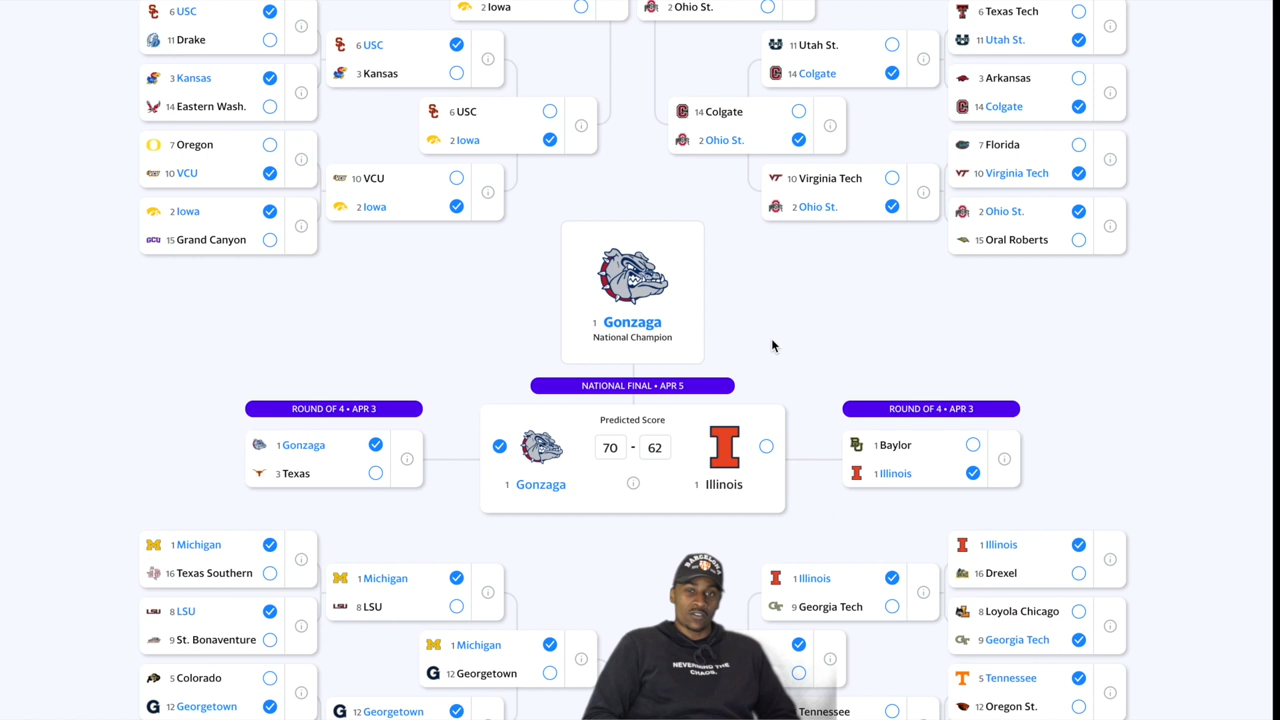 6 USC
11 Drake
3 Kansas
14 Eastern Wash.
7 Oregon
10 VCU
2 Iowa
15 Grand Canyon
6 USC
3 Kansas
10 VCU
2 Iowa
2 Iowa
6 USC
2 Iowa
2 Ohio St.
14 Colgate
2 Ohio St.
11 Utah St.
14 Colgate
10 Virginia Tech
2 Ohio St.
6 Texas Tech
11 Utah St.
3 Arkansas
14 Colgate
7 Florida
10 Virginia Tech
2 Ohio St.
15 Oral Roberts
1 Gonzaga
National Champion
NATIONAL FINAL • APR 5
ROUND OF 4 • APR 3
1 Gonzaga
3 Texas
Predicted Score
70 - 62
1 Gonzaga
1 Illinois
ROUND OF 4 • APR 3
1 Baylor
1 Illinois
1 Michigan
16 Texas Southern
8 LSU
9 St. Bonaventure
5 Colorado
12 Georgetown
1 Michigan
8 LSU
12 Georgetown
1 Michigan
12 Georgetown
BARCELONA
NEVERMIND THE
CHAOS.
1 Illinois
9 Georgia Tech
Tennessee
1 Illinois
16 Drexel
8 Loyola Chicago
9 Georgia Tech
5 Tennessee
12 Oregon St.